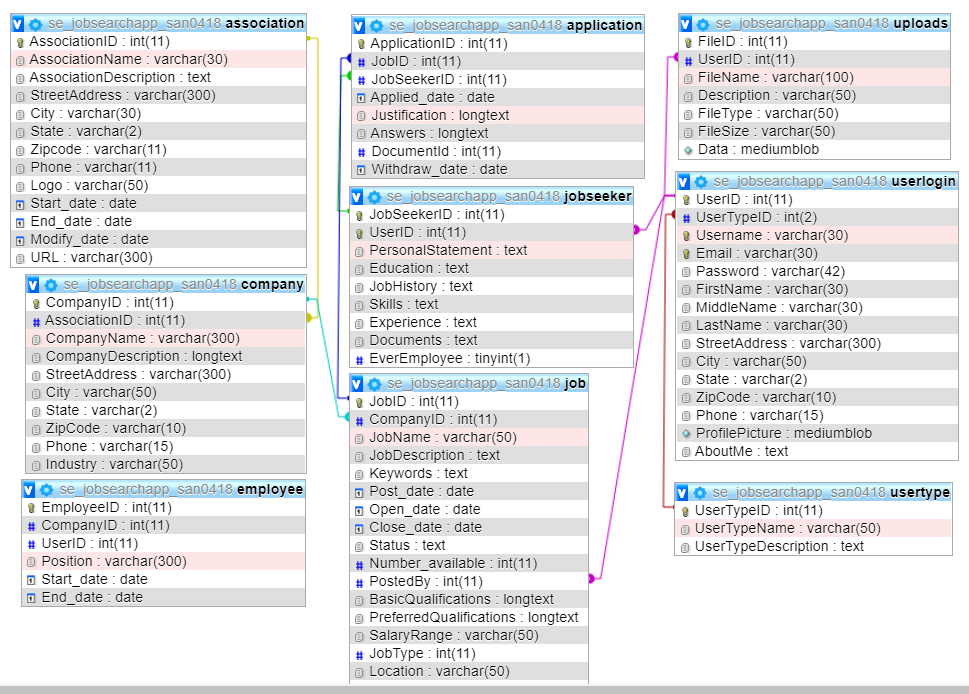 se_jobsearchapp_san0418 association
AssociationID : int(11)
AssociationName : varchar(30)
AssociationDescription : text
StreetAddress : varchar(300)
City : varchar(30)
State : varchar(2)
Zipcode : varchar(11)
Phone : varchar(11)
Logo : varchar(50)
Start_date : date
End_date : date
Modify_date : date
URL : varchar(300)
se_jobsearchapp_san0418 company
CompanyID : int(11)
AssociationID : int(11)
CompanyName : varchar(300)
CompanyDescription : longtext
StreetAddress : varchar(300)
City : varchar(50)
State : varchar(2)
ZipCode : varchar(10)
Phone : varchar(15)
Industry : varchar(50)
se_jobsearchapp_san0418 employee
EmployeeID : int(11)
CompanyID : int(11)
UserID : int(11)
Position : varchar(300)
Start_date : date
End_date : date
se_jobsearchapp_san0418 application
ApplicationID : int(11)
JobID : int(11)
JobSeekerID : int(11)
Applied_date : date
Justification : longtext
Answers : longtext
DocumentId : int(11)
Withdraw_date : date
se_jobsearchapp_san0418 jobseeker
JobSeekerID : int(11)
UserID : int(11)
PersonalStatement : text
Education : text
JobHistory : text
Skills : text
Experience : text
Documents : text
EverEmployee : tinyint(1)
se_jobsearchapp_san0418 job
JobID : int(11)
CompanyID : int(11)
JobName : varchar(50)
JobDescription : text
Keywords : text
Post_date : date
Open_date : date
Close_date : date
Status : text
Number_available : int(11)
PostedBy : int(11)
BasicQualifications : longtext
PreferredQualifications : longtext
SalaryRange : varchar(50)
JobType : int(11)
Location : varchar(50)
se_jobsearchapp_san0418 uploads
FileID : int(11)
UserID : int(11)
FileName : varchar(100)
Description : varchar(50)
FileType : varchar(50)
FileSize : varchar(50)
Data : mediumblob
se_jobsearchapp_san0418 userlogin
UserID : int(11)
UserTypeID : int(2)
Username : varchar(30)
Email : varchar(30)
Password : varchar(42)
FirstName : varchar(30)
MiddleName : varchar(30)
LastName : varchar(30)
StreetAddress : varchar(300)
City : varchar(50)
State : varchar(2)
ZipCode : varchar(10)
Phone : varchar(15)
ProfilePicture : mediumblob
AboutMe : text
se_jobsearchapp_san0418 usertype
UserTypeID : int(11)
UserTypeName : varchar(50)
UserTypeDescription : text